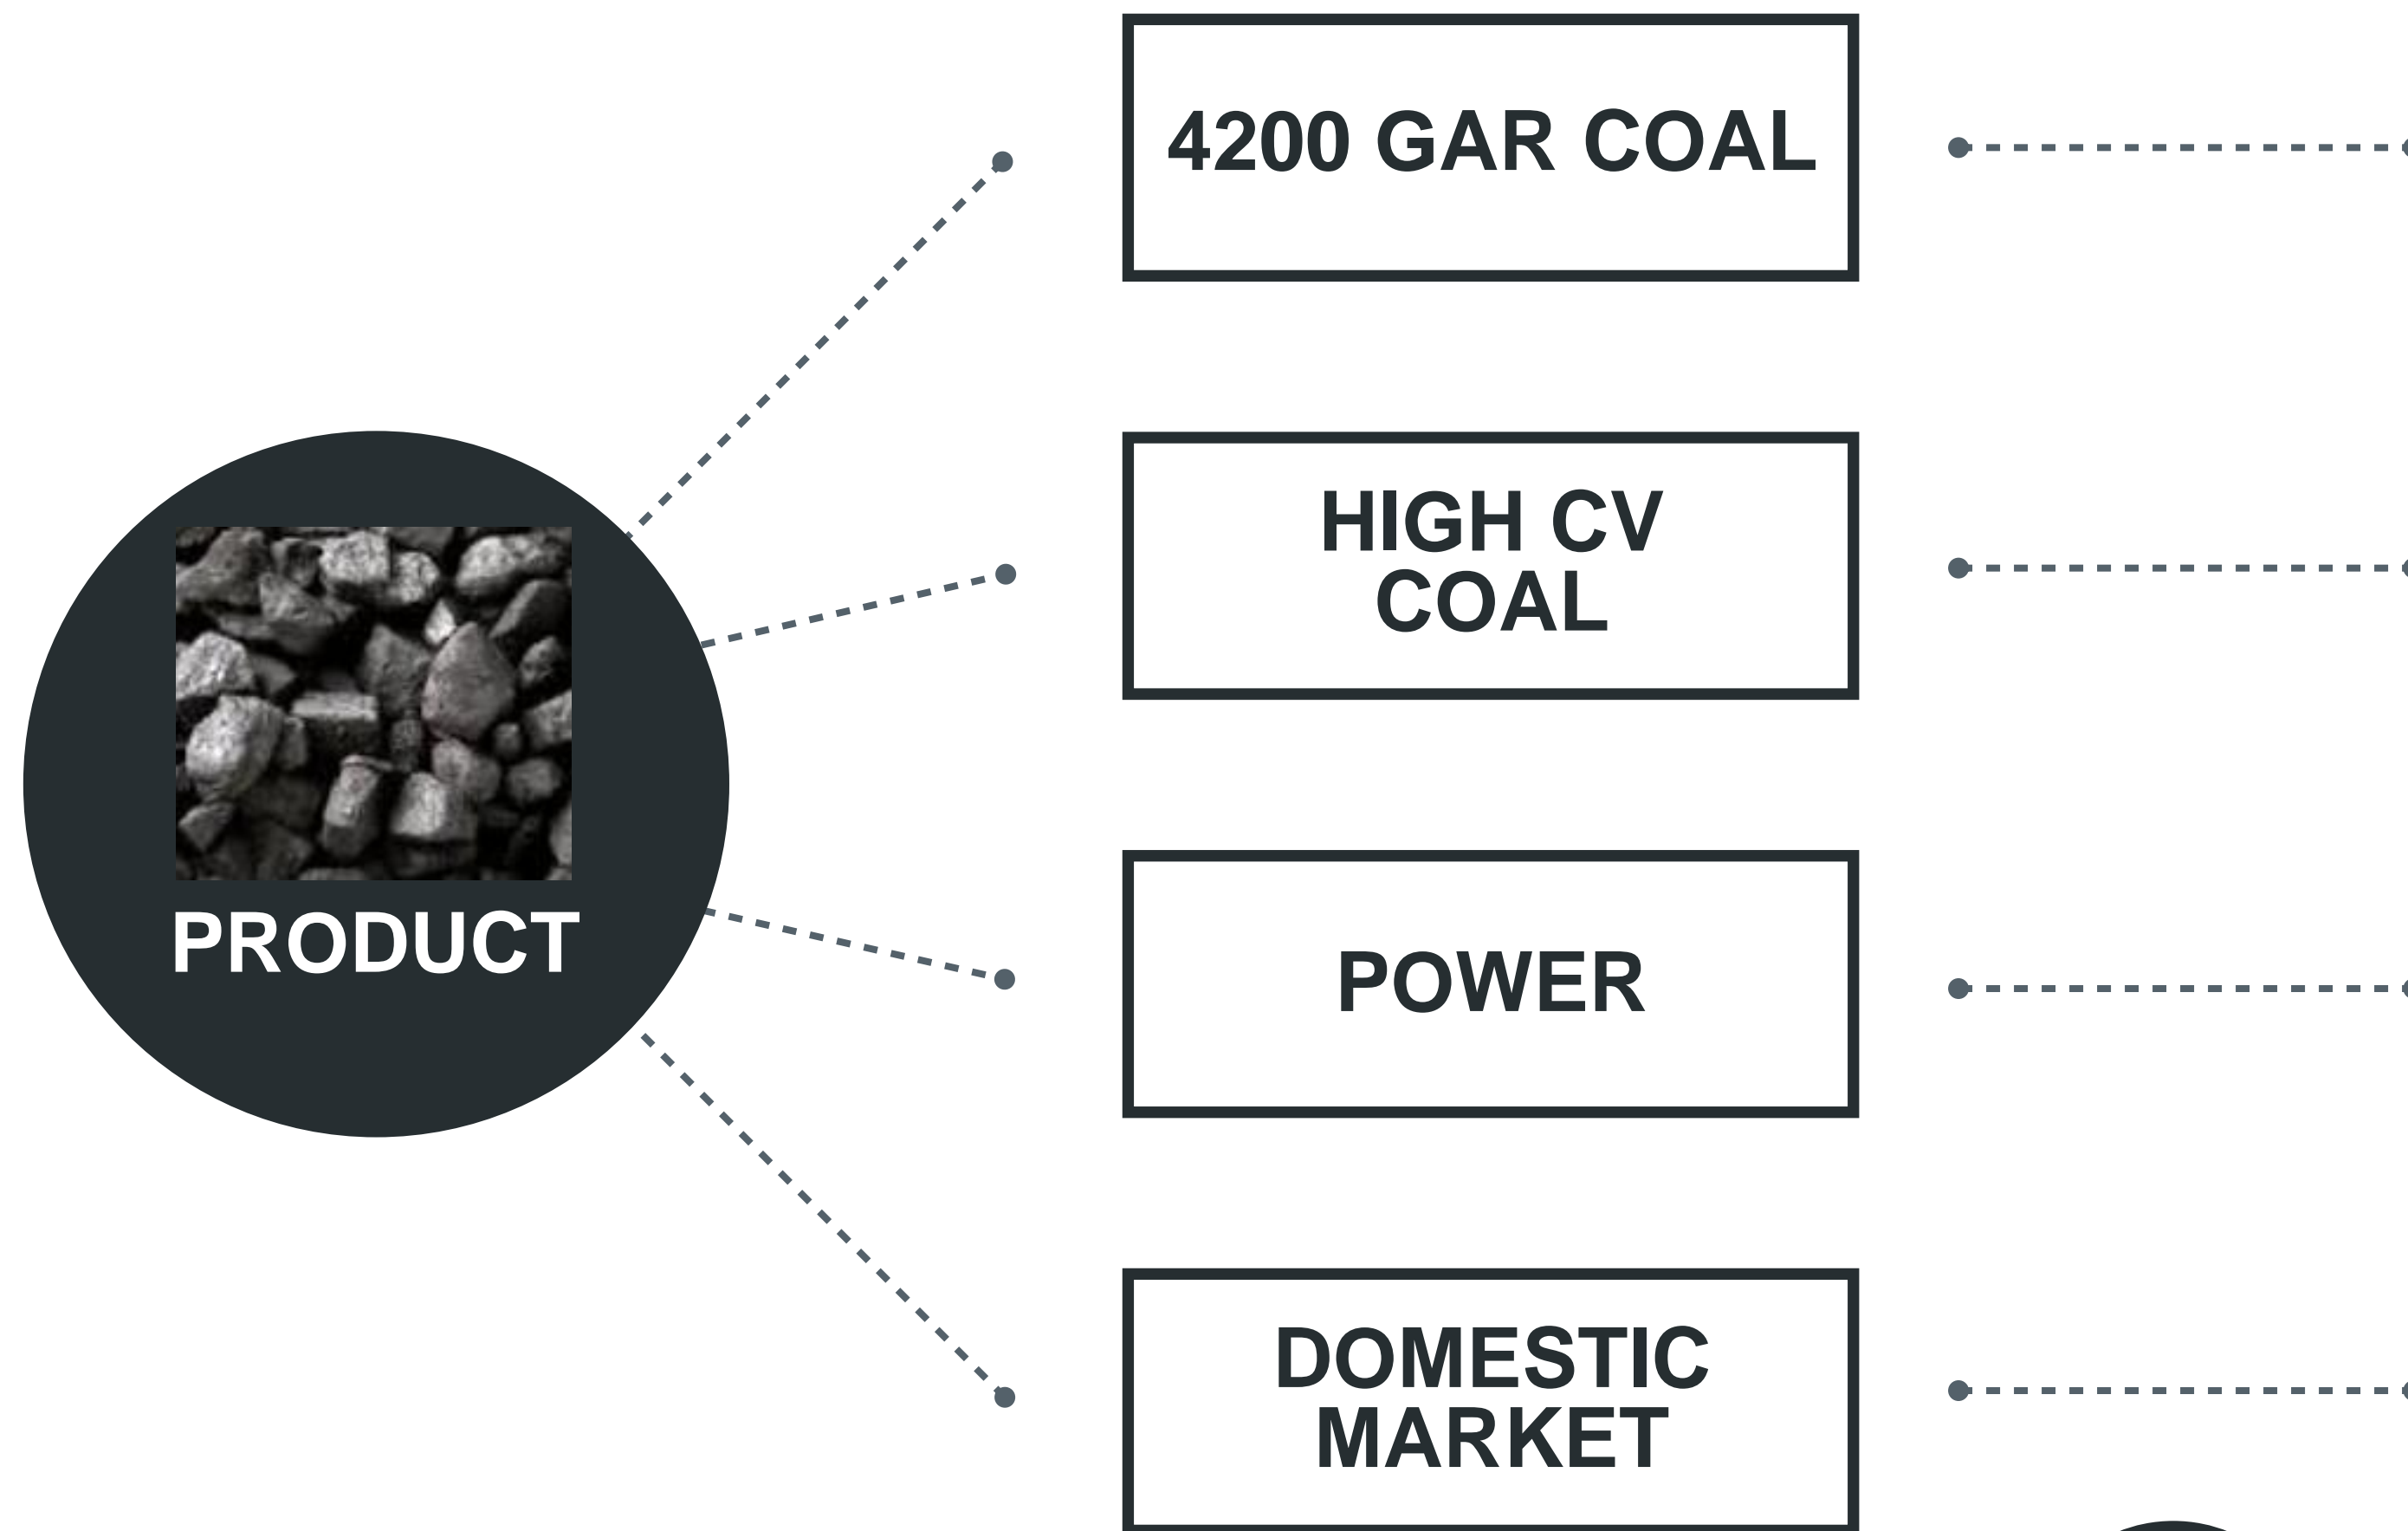 4200 GAR COAL
HIGH CV
COAL
PRODUCT
POWER
DOMESTIC
MARKET